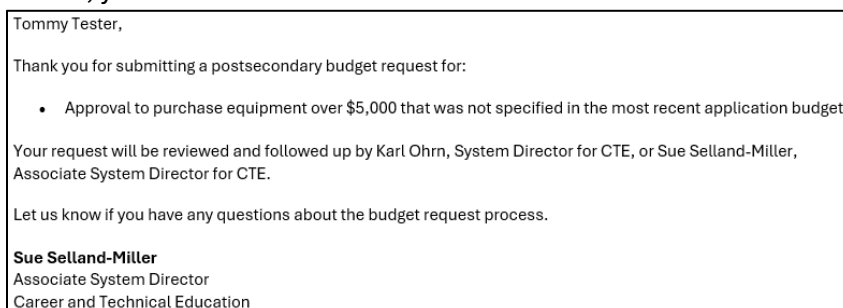 Tommy Tester,
Thank you for submitting a postsecondary budget request for:
• Approval to purchase equipment over $5,000 that was not specified in the most recent application budget
Your request will be reviewed and followed up by Karl Ohrn, System Director for CTE, or Sue Selland-Miller,
Associate System Director for CTE.
Let us know if you have any questions about the budget request process.
Sue Selland-Miller
Associate System Director
Career and Technical Education